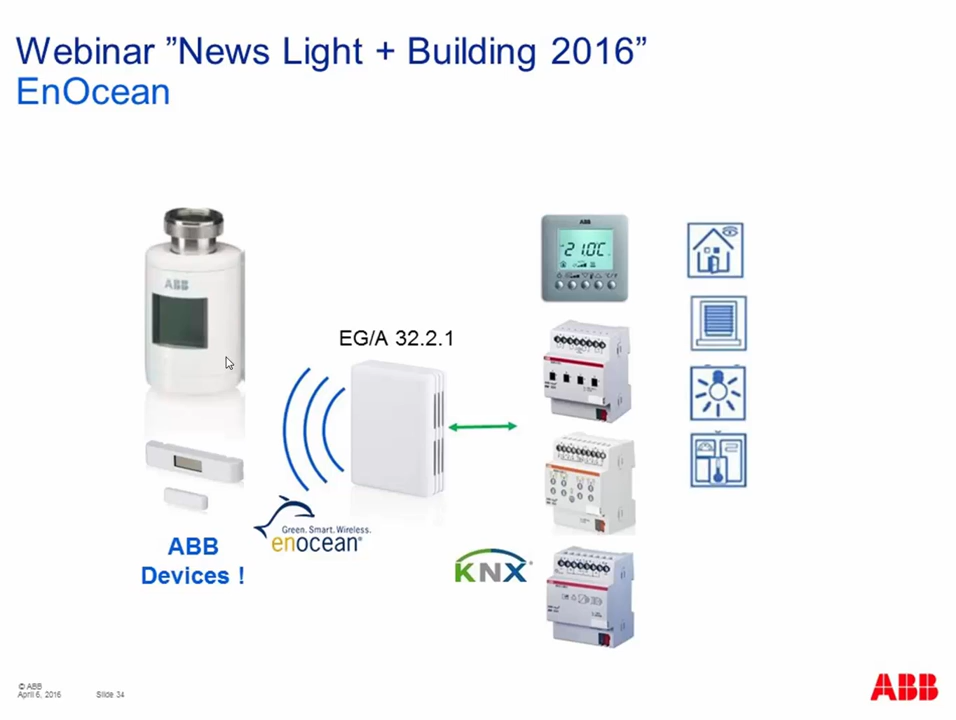 Webinar ”News Light + Building 2016”
EnOcean
ABB
ABB
21.0C
EG/A 32.2.1
Green. Smart. Wireless.
enocean®
ABB
Devices !
KNX®
© ABB
April 6, 2016
Slide 34
ABB